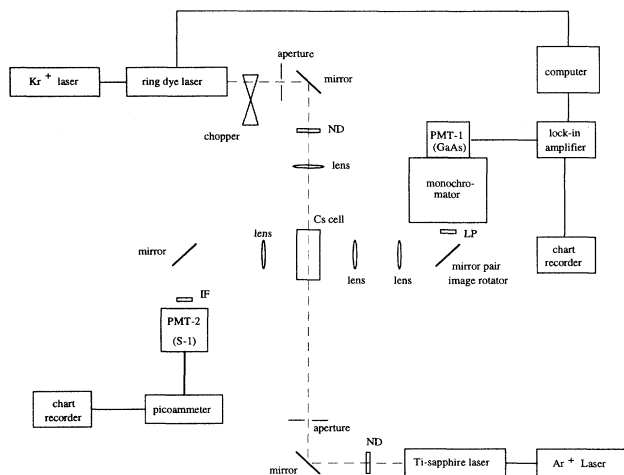 aperture
mirror
Kr + laser
ring dye laser
computer
chopper
ND
PMT-1
(GaAs)
lock-in
amplifier
lens
monochro-
mator
Cs cell
LP
mirror
lens
lens
lens
mirror pair
image rotator
chart
recorder
IF
PMT-2
(S-1)
chart
recorder
picoammeter
aperture
ND
mirror
Ti-sapphire laser
Ar + Laser